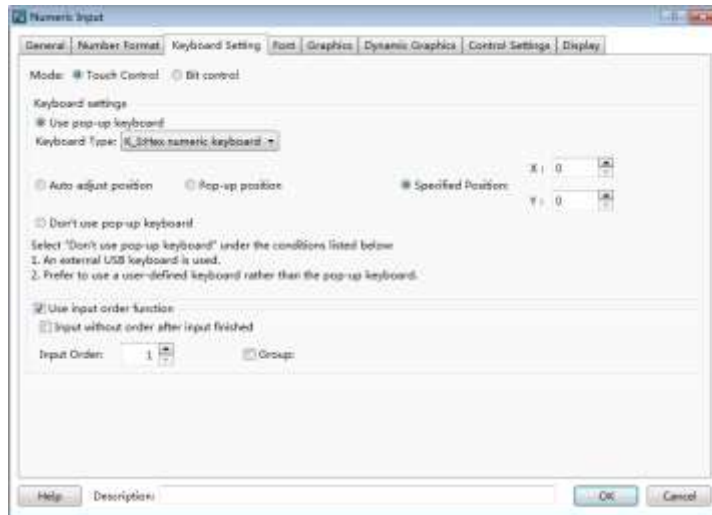 Numeric Input
General Number Format Keyboard Setting Font Graphics Dynamic Graphics Control Settings Display
Mode: Touch Control Bit control
Keyboard settings
Use pop-up keyboard
Keyboard Type: K_3:Hex numeric keyboard
X : 0
Auto adjust position Pop-up position Specified Position:
Y : 0
Don't use pop-up keyboard
Select "Don't use pop-up keyboard" under the conditions listed below
1. An external USB keyboard is used.
2. Prefer to use a user-defined keyboard rather than the pop-up keyboard.
Use input order function
Input without order after input finished
Input Order: 1 Group:
Help Description: OK Cancel